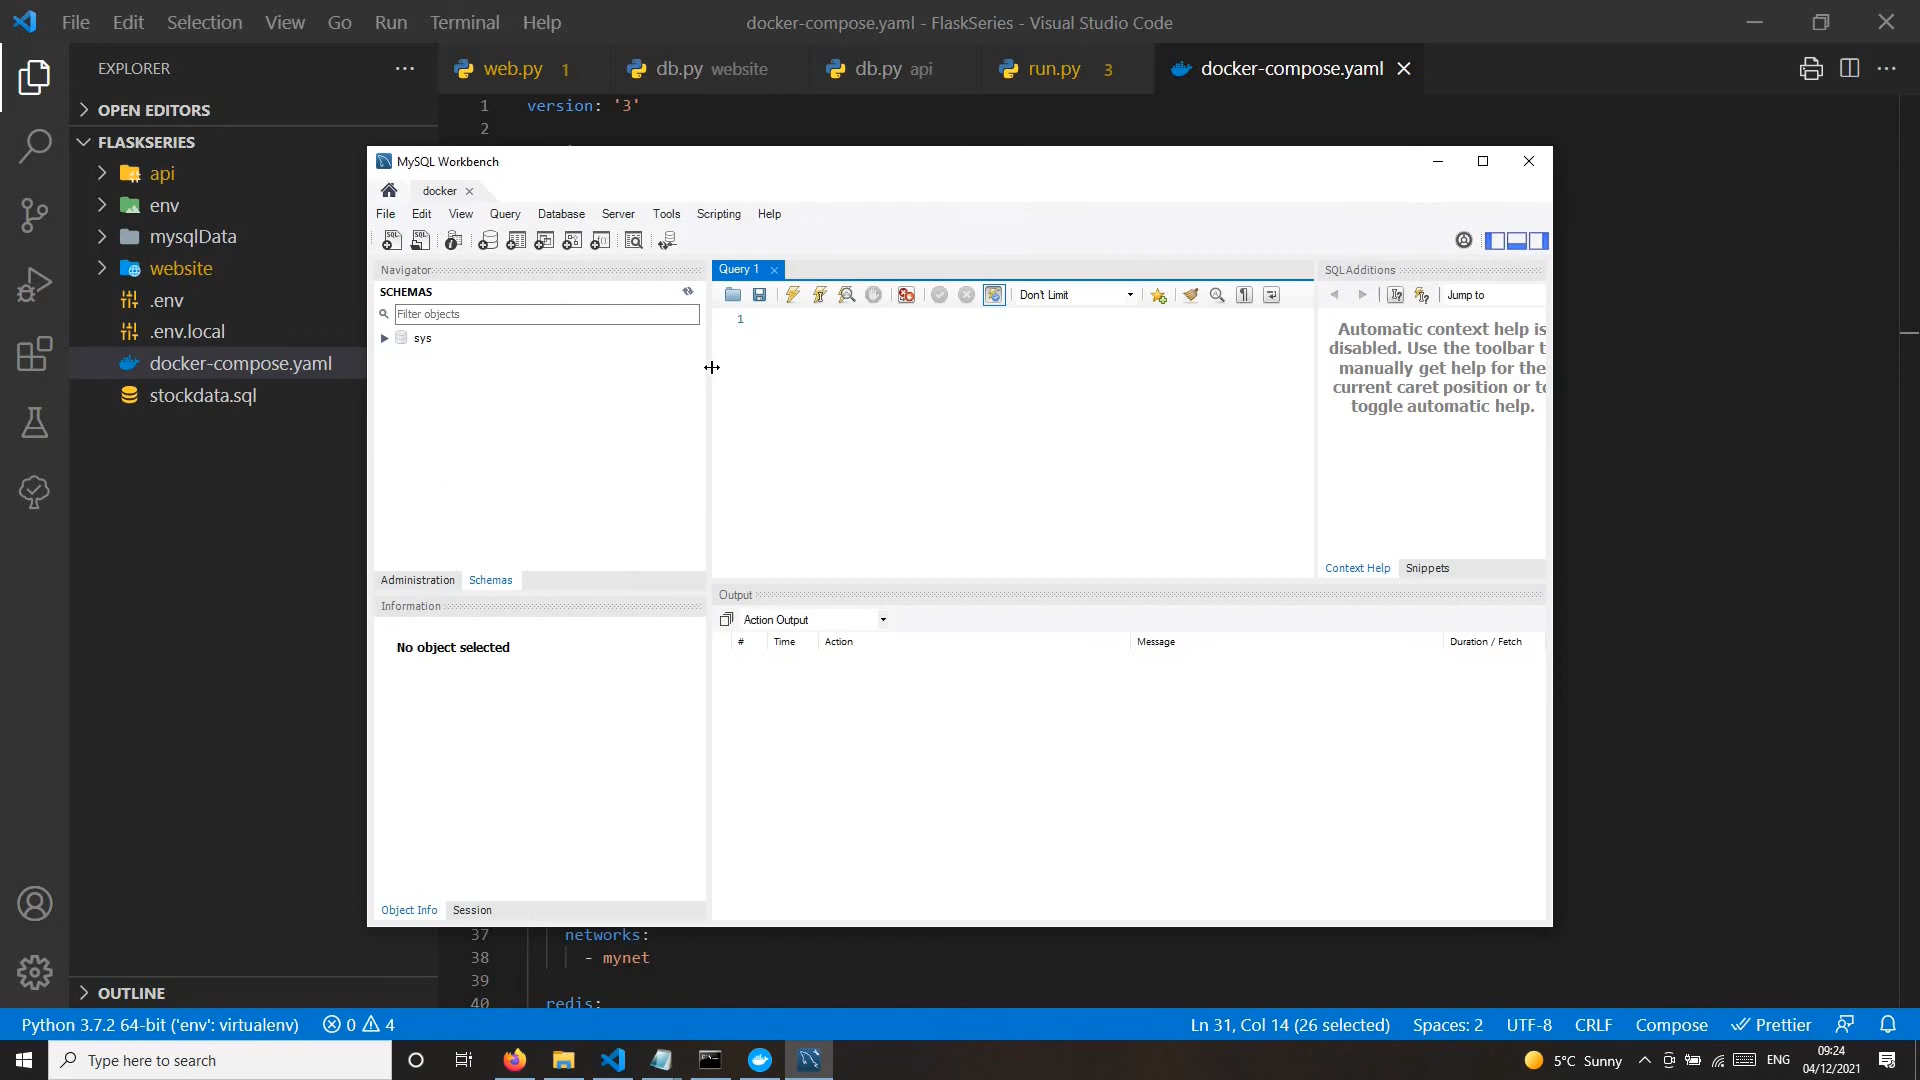 File Edit Selection View Go Run Terminal Help
docker-compose.yaml - FlaskSeries - Visual Studio Code
EXPLORER
web.py 1
db.py website
db.py api
run.py 3
docker-compose.yaml
OPEN EDITORS
FLASKSERIES
api
env
mysqlData
website
.env
.env.local
docker-compose.yaml
stockdata.sql
OUTLINE
1 version: '3'
2
MySQL Workbench
docker
File Edit View Query Database Server Tools Scripting Help
Navigator
SCHEMAS
Filter objects
sys
Administration Schemas
Information
No object selected
Object Info Session
Query 1
Don't Limit
1
SQLAdditions
Jump to
Automatic context help is
disabled. Use the toolbar t
manually get help for the
current caret position or to
toggle automatic help.
Context Help Snippets
Output
Action Output
# Time Action Message Duration / Fetch
37 networks:
38 - mynet
39
40 redis:
Python 3.7.2 64-bit ('env': virtualenv) 0 4
Ln 31, Col 14 (26 selected) Spaces: 2 UTF-8 CRLF Compose Prettier
Type here to search
5°C Sunny
ENG
09:24
04/12/2021